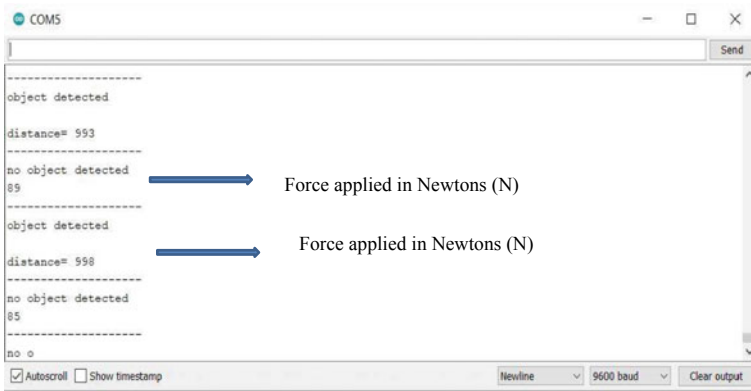 COM5
Send
--------------------
object detected
distance= 993
--------------------
no object detected
89
--------------------
object detected
distance= 998
--------------------
no object detected
85
--------------------
no o
Force applied in Newtons (N)
Force applied in Newtons (N)
Autoscroll Show timestamp Newline 9600 baud Clear output